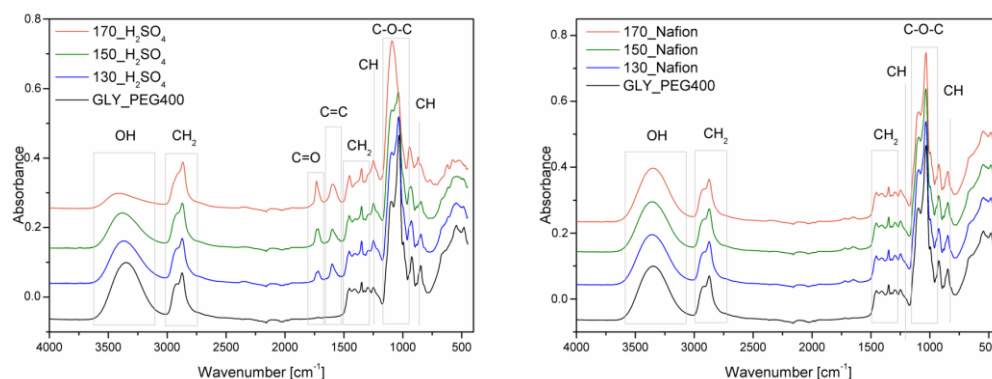 0.8
170_H₂SO₄
150_H₂SO₄
130_H₂SO₄
GLY_PEG400
C-O-C
CH
C=C
CH
OH
CH₂
C=O
CH₂
0.6
0.4
0.2
0.0
Absorbance
4000 3500 3000 2500 2000 1500 1000 500
Wavenumber [cm⁻¹]
0.8
170_Nafion
150_Nafion
130_Nafion
GLY_PEG400
C-O-C
CH
CH
OH
CH₂
CH₂
0.6
0.4
0.2
0.0
Absorbance
4000 3500 3000 2500 2000 1500 1000 500
Wavenumber [cm⁻¹]